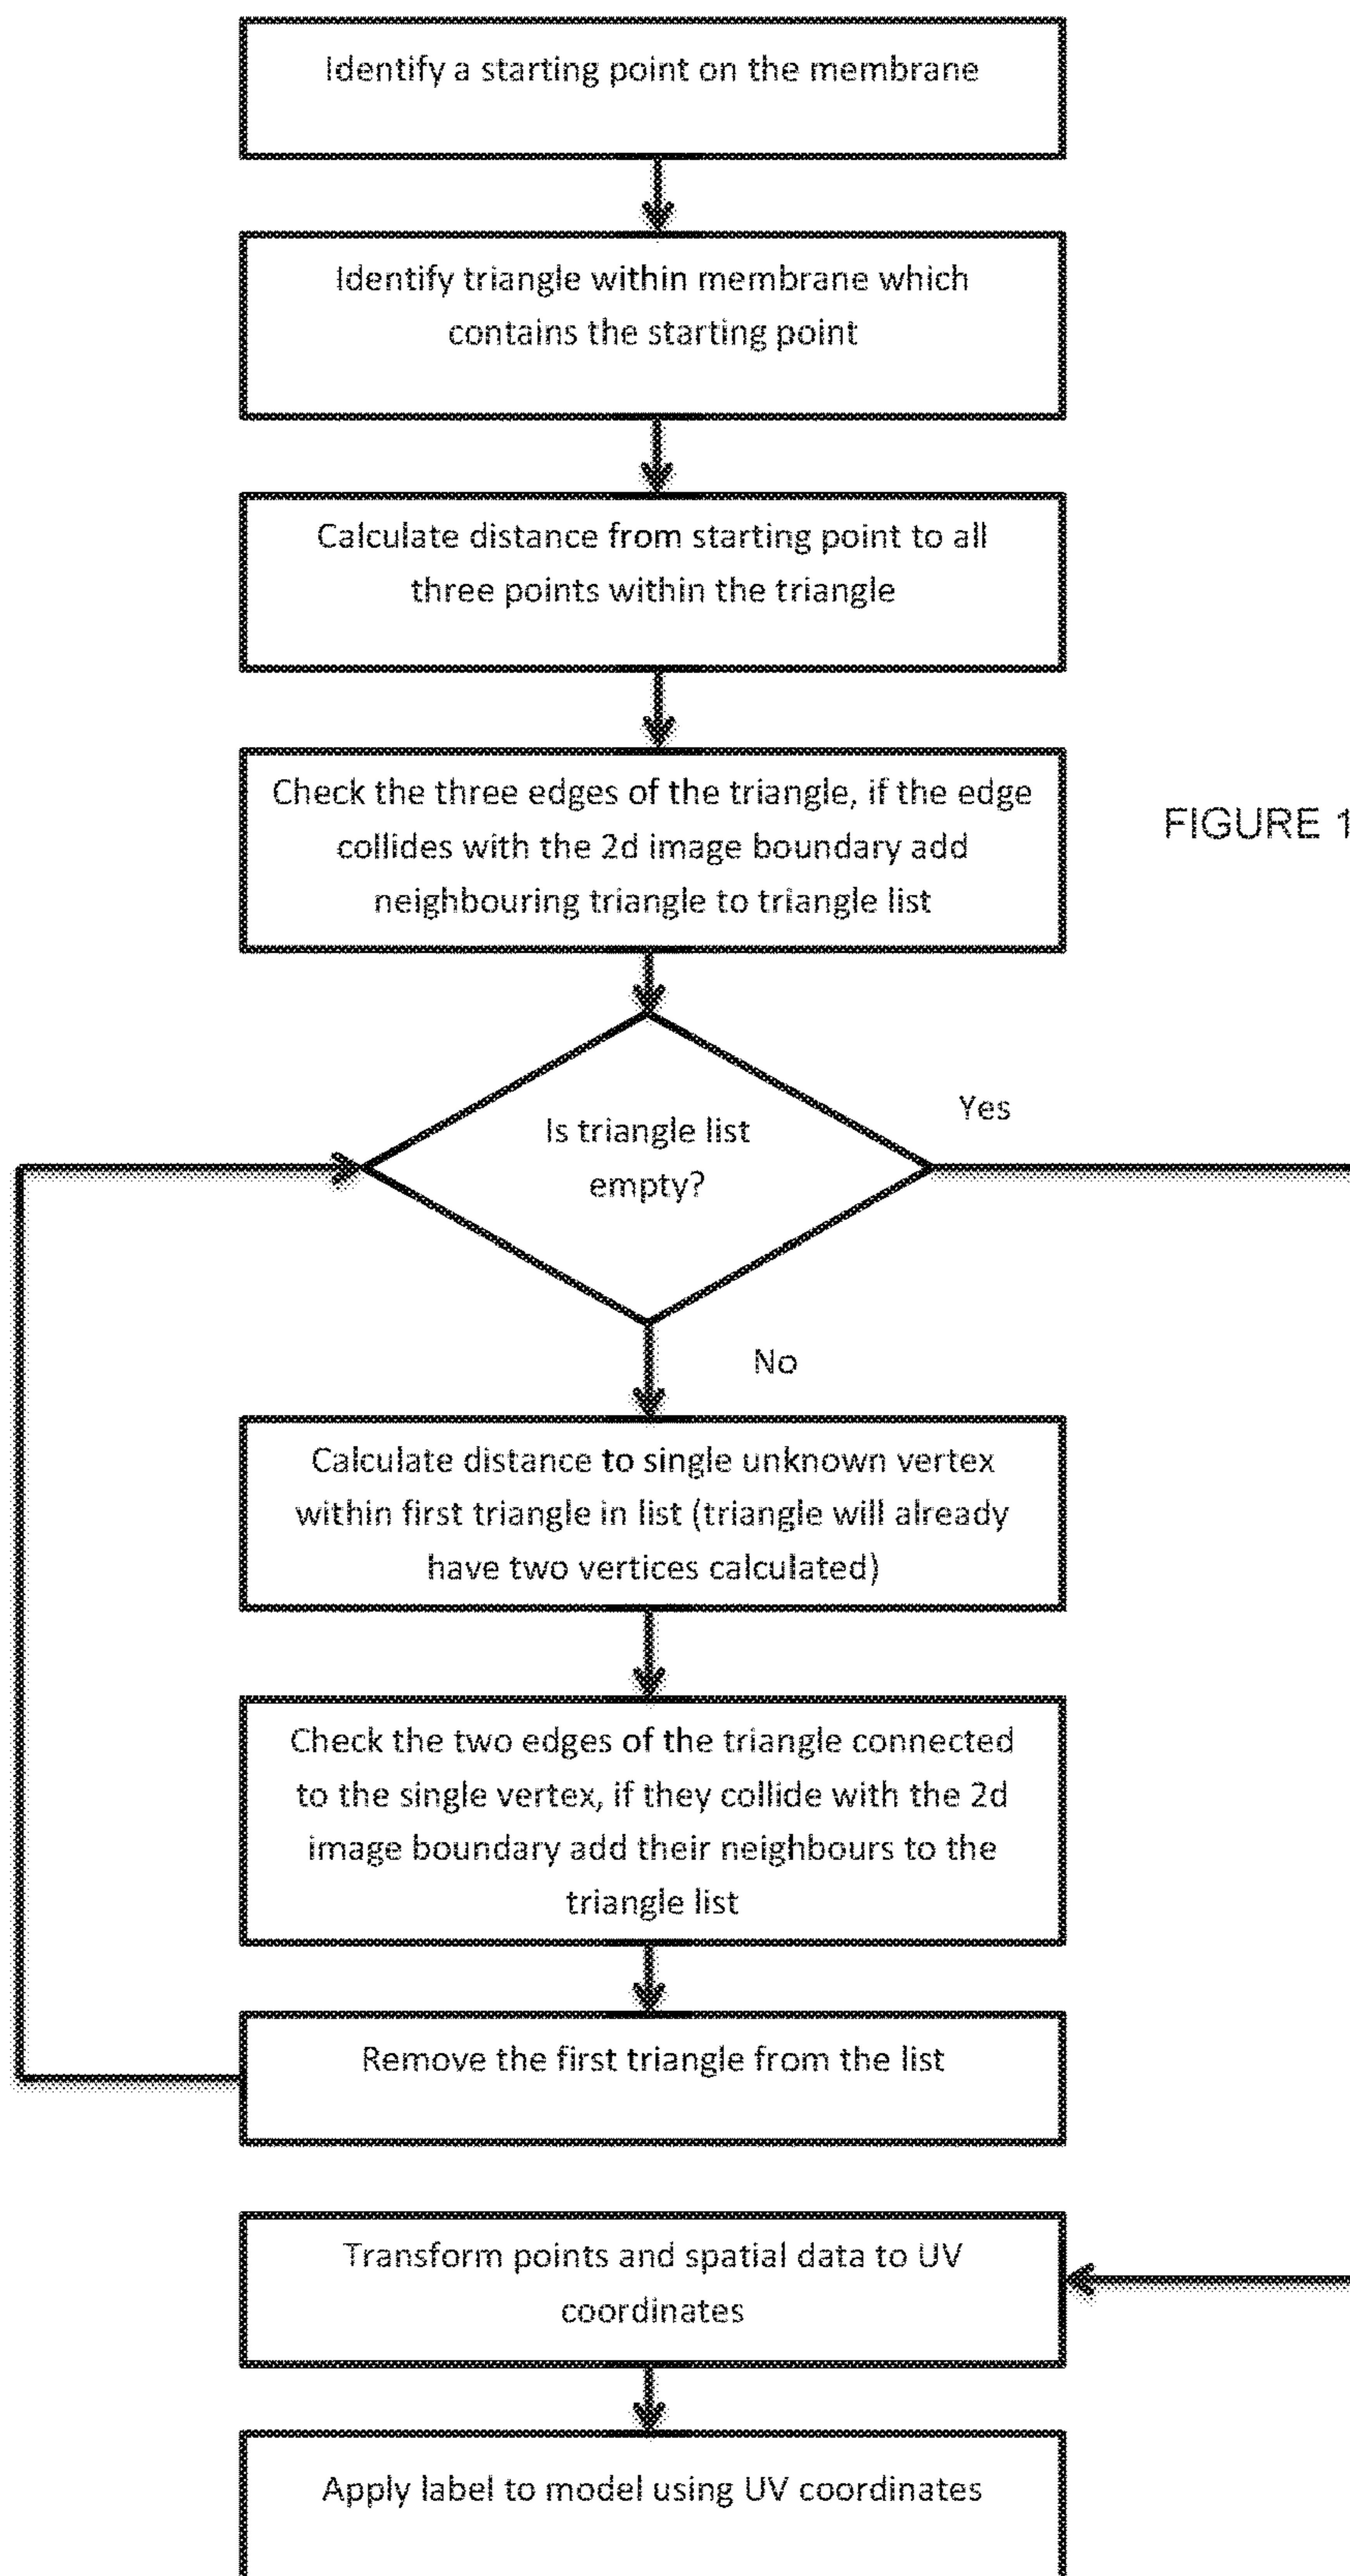 Identify a starting point on the membrane
Identify triangle within membrane which
contains the starting point
Calculate distance from starting point to all
three points within the triangle
Check the three edges of the triangle, if the edge
collides with the 2d image boundary add
neighbouring triangle to triangle list
FIGURE 1
Is triangle list
empty?
Yes
No
Calculate distance to single unknown vertex
within first triangle in list (triangle will already
have two vertices calculated)
Check the two edges of the triangle connected
to the single vertex, if they collide with the 2d
image boundary add their neighbours to the
triangle list
Remove the first triangle from the list
Transform points and spatial data to UV
coordinates
Apply label to model using UV coordinates